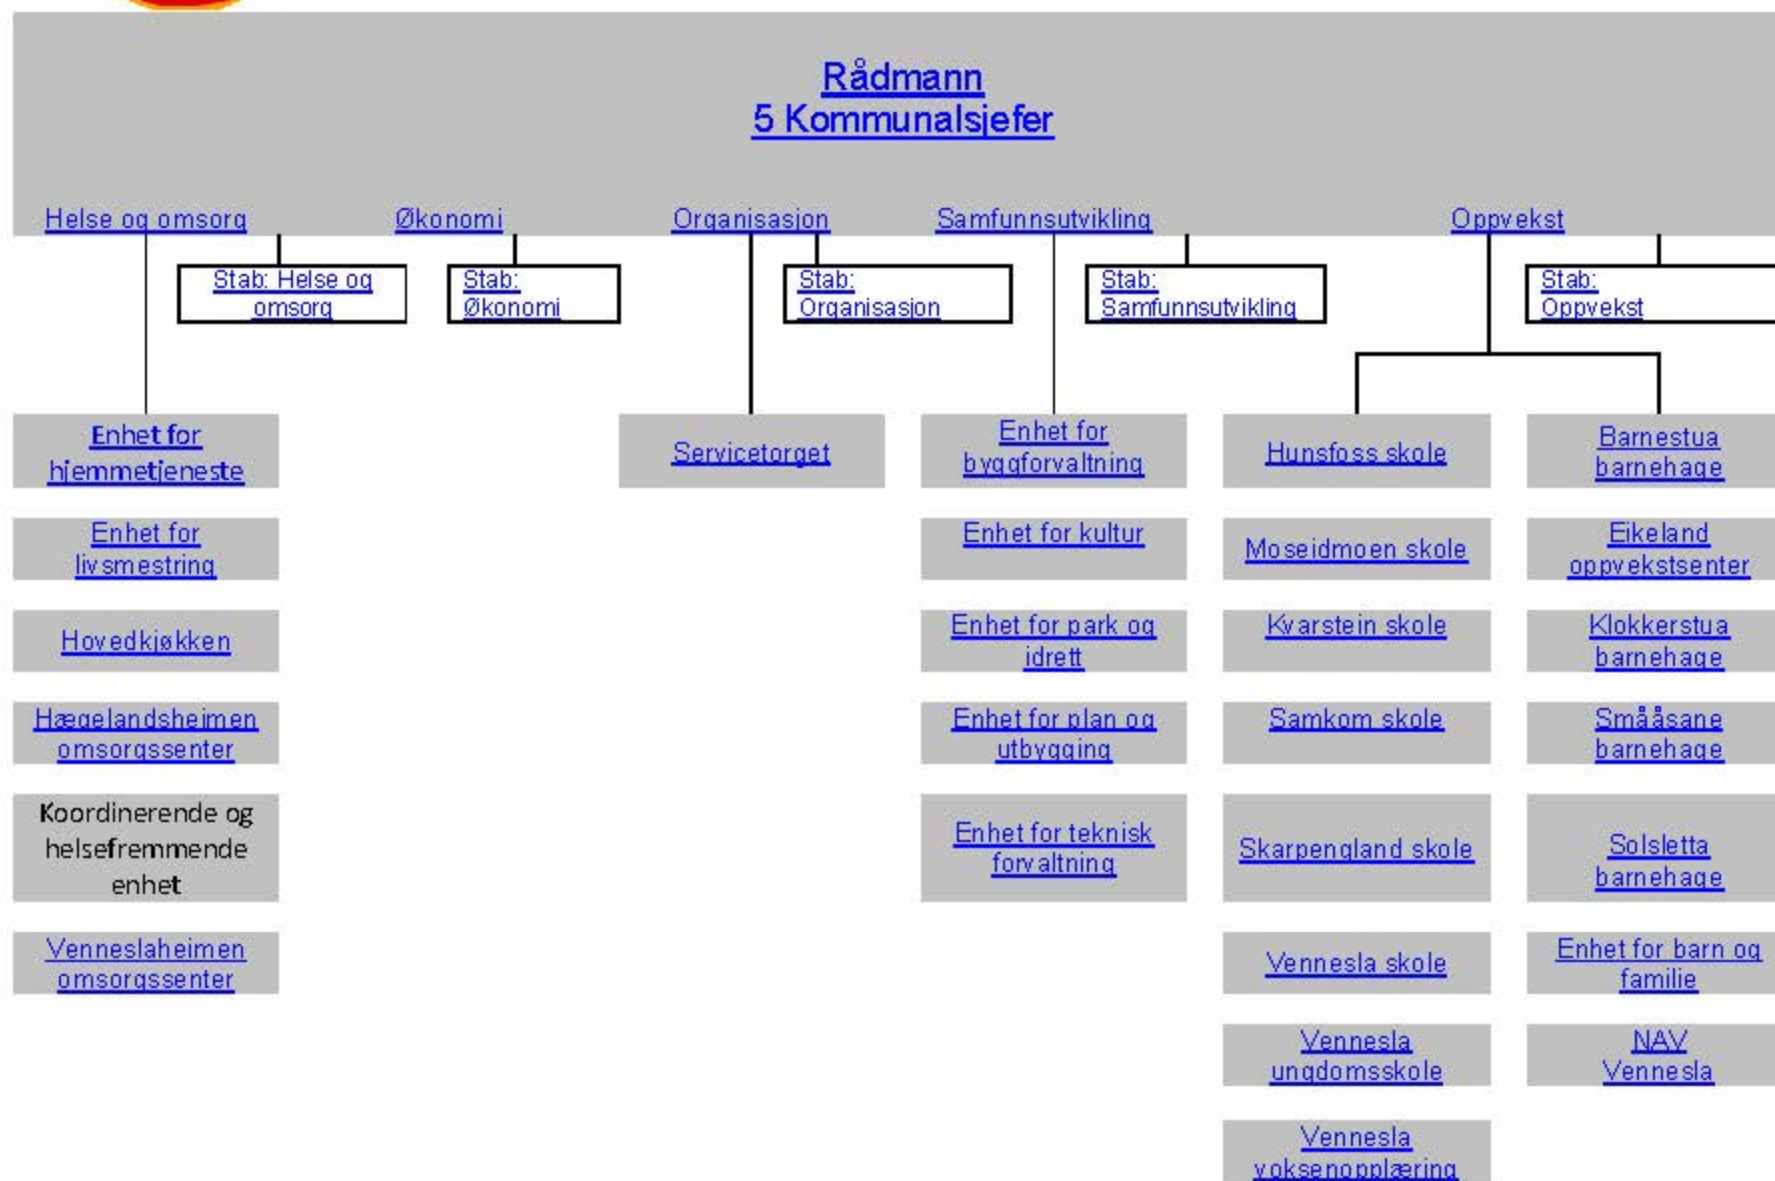 Rådmann
5 Kommunalsjefer
Helse og omsorg
Økonomi
Organisasjon
Samfunnsutvikling
Oppvekst
Stab: Helse og
omsorg
Stab:
Økonomi
Stab:
Organisasjon
Stab:
Samfunnsutvikling
Stab:
Oppvekst
Enhet for
hjemmetjeneste
Enhet for
livsmestring
Hovedkjøkken
Hægelandsheimen
omsorgssenter
Koordinerende og
helsefremmende
enhet
Venneslaheimen
omsorgssenter
Servicetorget
Enhet for
byggforvaltning
Enhet for kultur
Enhet for park og
idrett
Enhet for plan og
utbygging
Enhet for teknisk
forvaltning
Hunsfoss skole
Moseidmoen skole
Kvarstein skole
Samkom skole
Skarpengland skole
Vennesla skole
Vennesla
ungdomsskole
Vennesla
voksenopplæring
Barnestua
barnehage
Eikeland
oppvekstsenter
Klokkerstua
barnehage
Smååsane
barnehage
Solsletta
barnehage
Enhet for barn og
familie
NAV
Vennesla